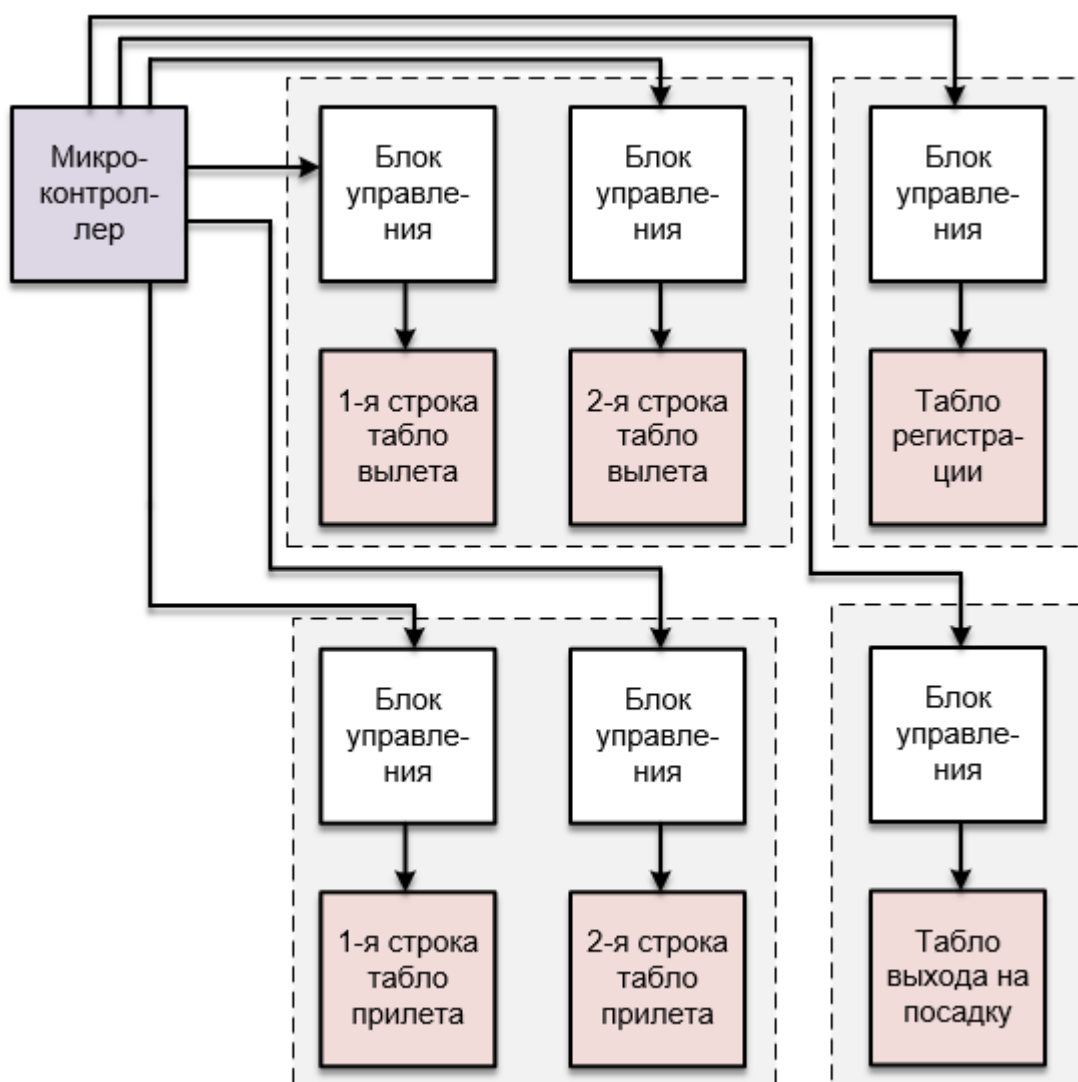 Микро-
контрол-
лер
Блок
управле-
ния
Блок
управле-
ния
Блок
управле-
ния
1-я строка
табло
вылета
2-я строка
табло
вылета
Табло
регистра-
ции
Блок
управле-
ния
Блок
управле-
ния
Блок
управле-
ния
1-я строка
табло
прилета
2-я строка
табло
прилета
Табло
выхода на
посадку